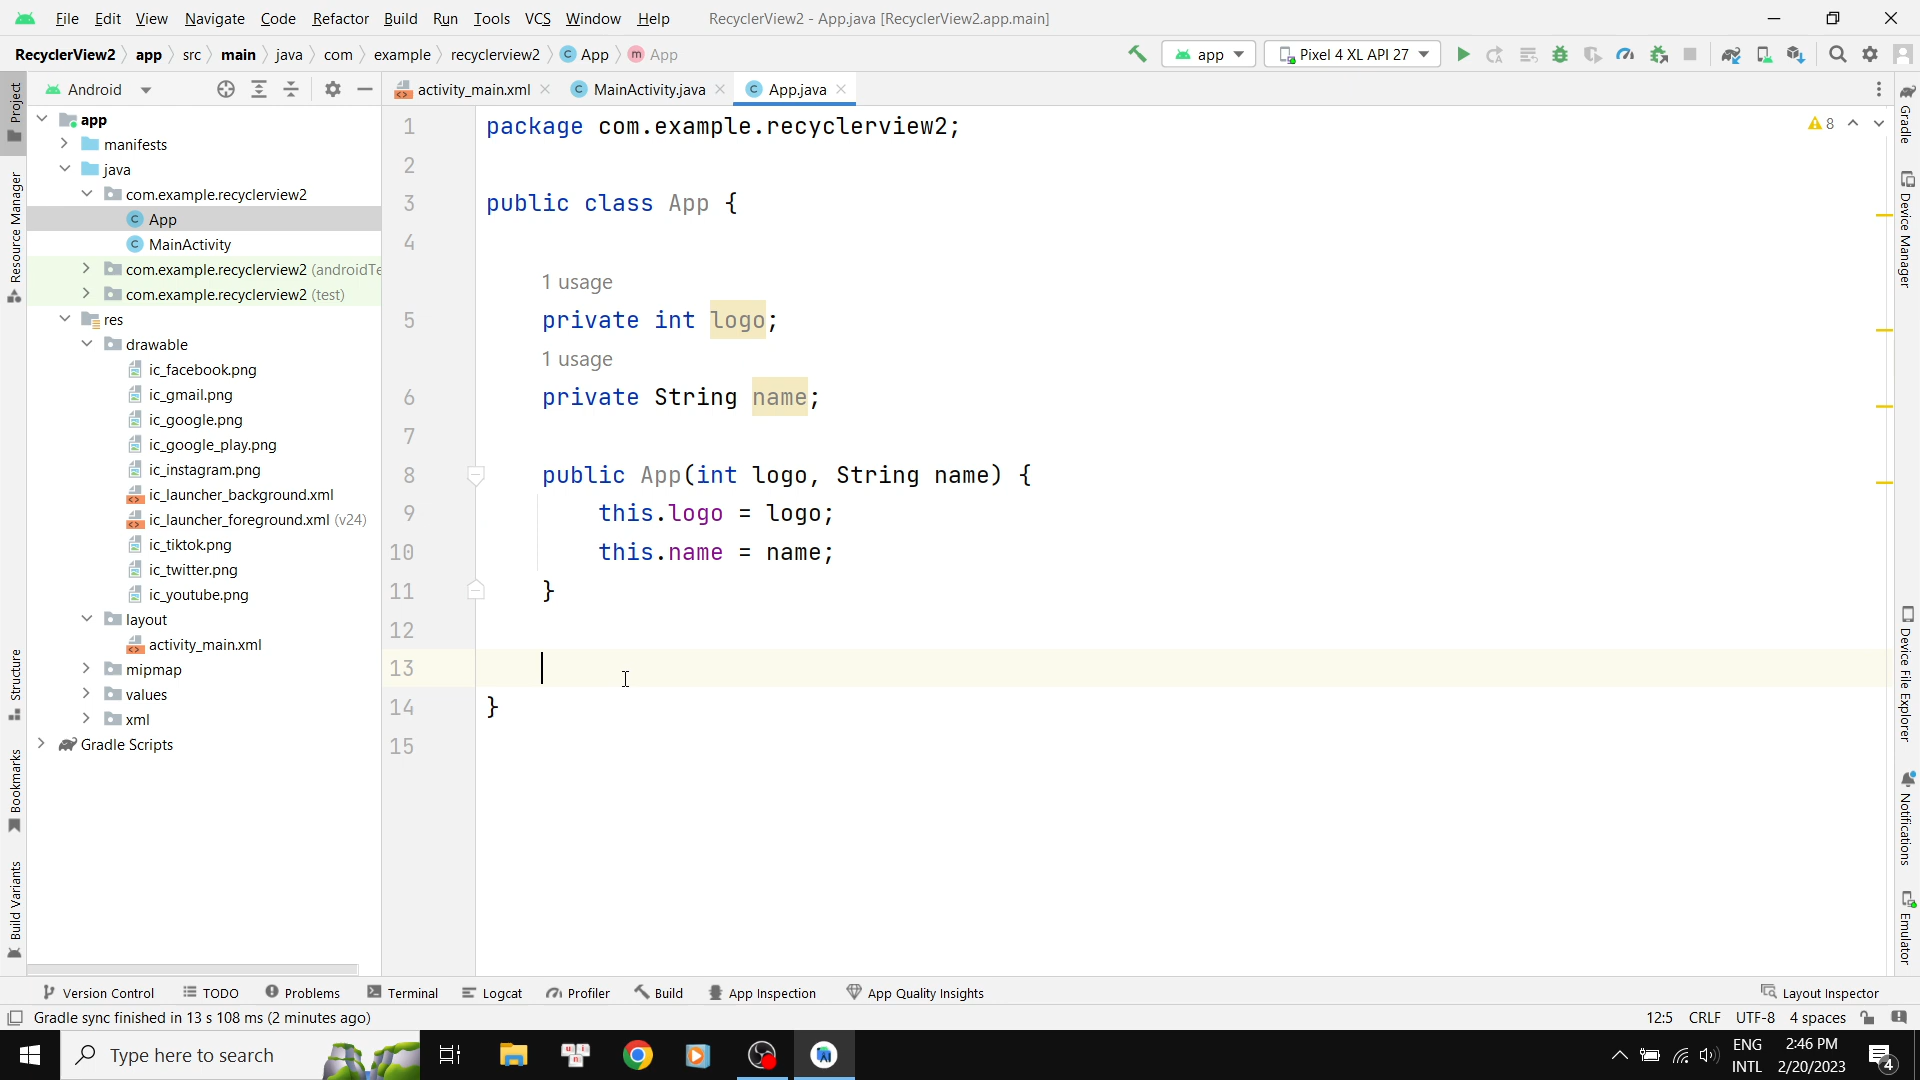 File Edit View Navigate Code Refactor Build Run Tools VCS Window Help RecyclerView2 - App.java [RecyclerView2.app.main]
RecyclerView2 app src main java com example recyclerview2 App App app Pixel 4 XL API 27
Project
Android
activity_main.xml MainActivity.java App.java
app
manifests
java
com.example.recyclerview2
App
MainActivity
com.example.recyclerview2 (androidTe
com.example.recyclerview2 (test)
res
drawable
ic_facebook.png
ic_gmail.png
ic_google.png
ic_google_play.png
ic_instagram.png
ic_launcher_background.xml
ic_launcher_foreground.xml (v24)
ic_tiktok.png
ic_twitter.png
ic_youtube.png
layout
activity_main.xml
mipmap
values
xml
Gradle Scripts
Resource Manager
Structure
Bookmarks
Build Variants
1 package com.example.recyclerview2;
2
3 public class App {
4
1 usage
5 private int logo;
1 usage
6 private String name;
7
8 public App(int logo, String name) {
9 this.logo = logo;
10 this.name = name;
11 }
12
13
14 }
15
8
Gradle
Device Manager
Device File Explorer
Notifications
Emulator
Version Control TODO Problems Terminal Logcat Profiler Build App Inspection App Quality Insights Layout Inspector
Gradle sync finished in 13 s 108 ms (2 minutes ago) 12:5 CRLF UTF-8 4 spaces
Type here to search
ENG
INTL
2:46 PM
2/20/2023
4